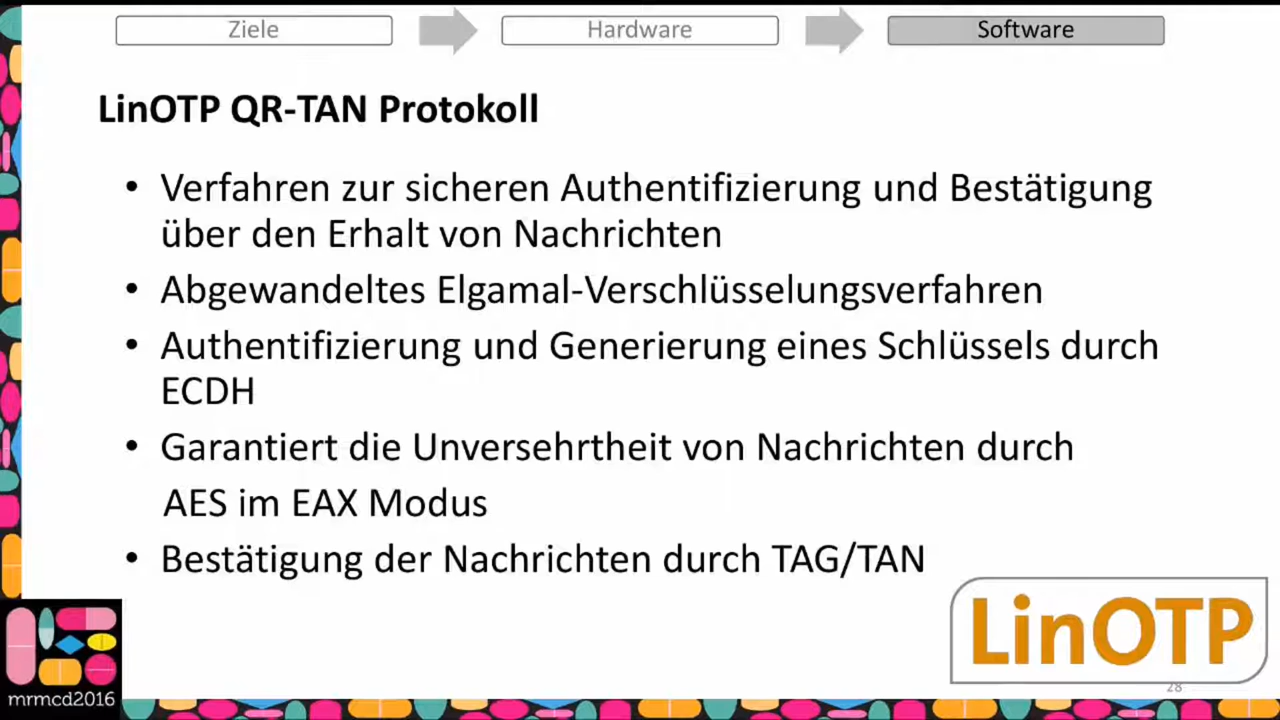 Ziele
Hardware
Software
LinOTP QR-TAN Protokoll
• Verfahren zur sicheren Authentifizierung und Bestätigung
über den Erhalt von Nachrichten
• Abgewandeltes Elgamal-Verschlüsselungsverfahren
• Authentifizierung und Generierung eines Schlüssels durch
ECDH
• Garantiert die Unversehrtheit von Nachrichten durch
AES im EAX Modus
• Bestätigung der Nachrichten durch TAG/TAN
LinOTP
28
mrmcd2016